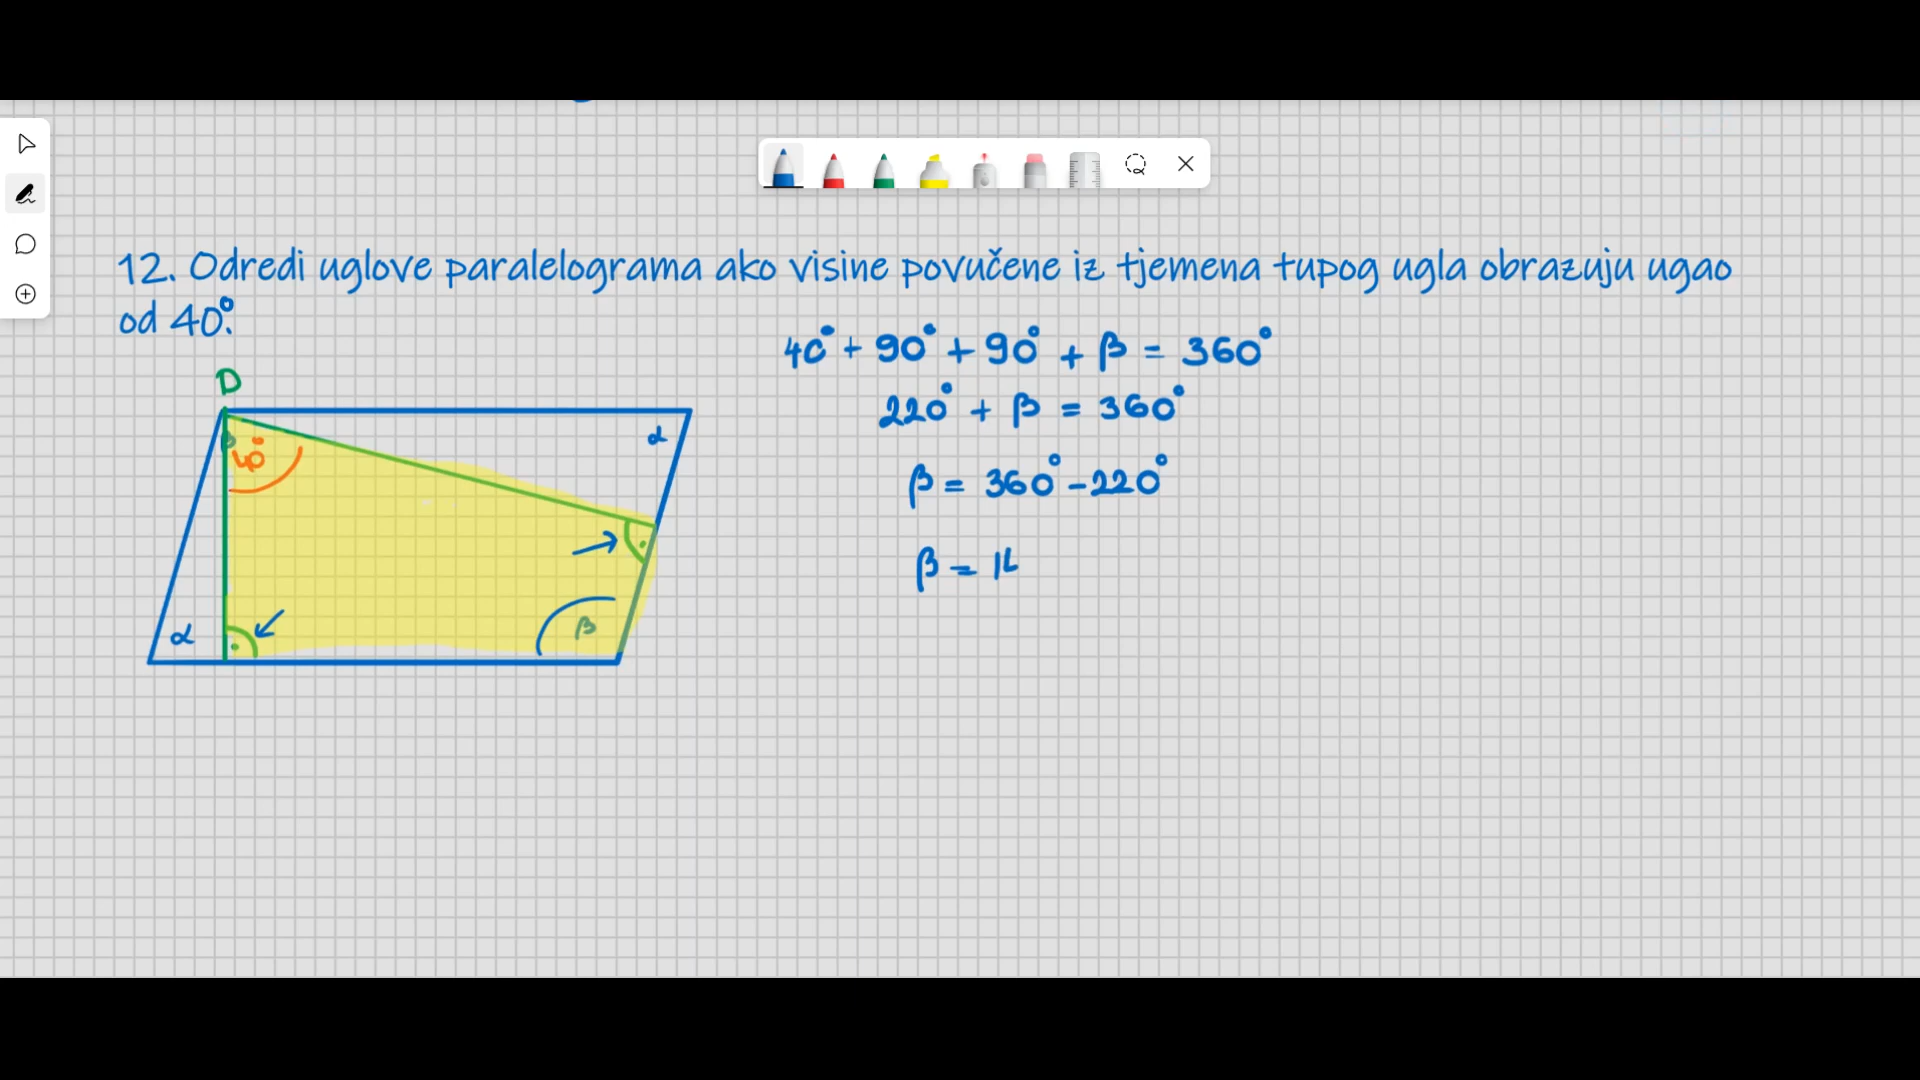 12. Odredi uglove paralelograma ako visine povučene iz tjemena tupog ugla obrazuju ugao
od 40°.
40° + 90° + 90° + β = 360°
220° + β = 360°
β = 360° - 220°
β = 14
D
β
40°
α
α
β